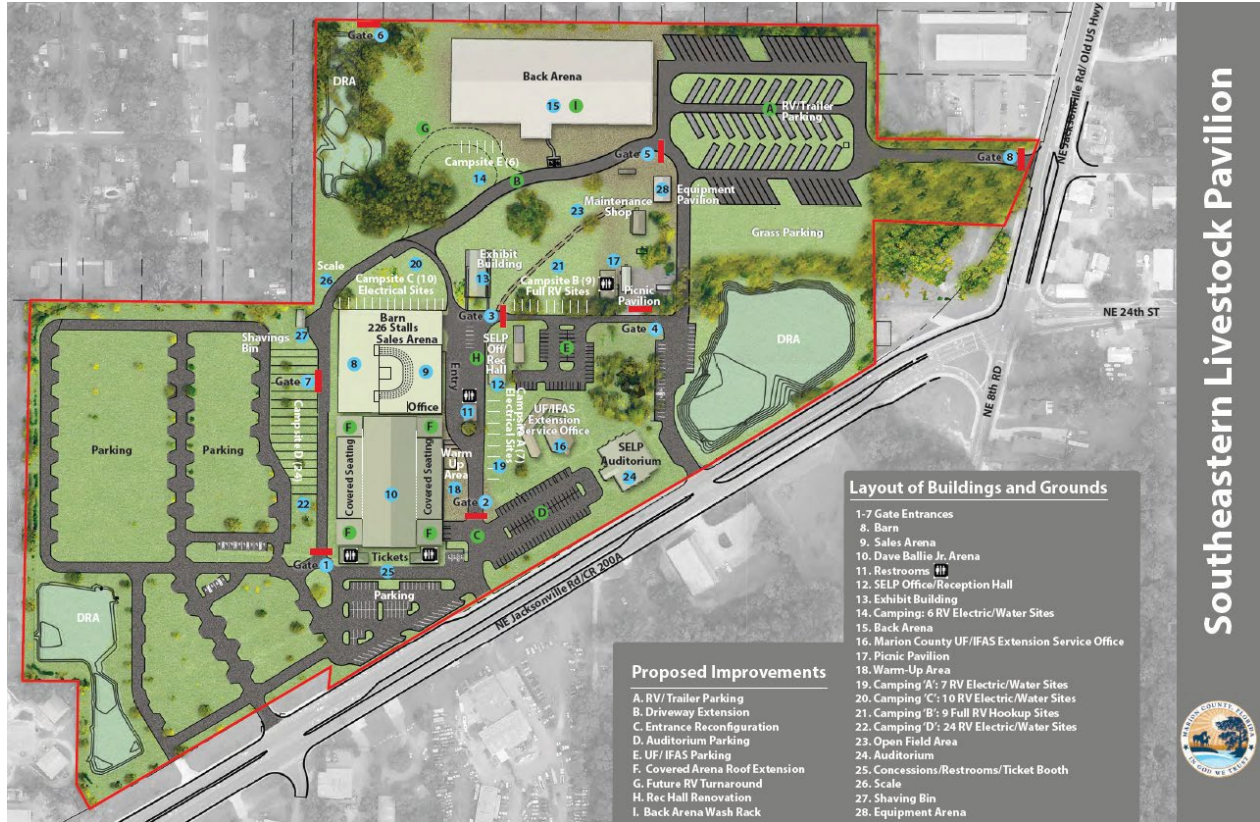 Southeastern Livestock Pavilion
Gate 6
DRA
Back Arena
15 I
G
Campsite E (6)
14
B
Gate 5
A RV/Trailer
Parking
Gate 8
NE Jacksonville Rd/ Old US Hwy
28 Equipment
Pavilion
23
Maintenance
Shop
Grass Parking
Exhibit
Building
13
21
Campsite B (9)
Full RV Sites
17
Picnic
Pavilion
Scale
26
20
Campsite C (10)
Electrical Sites
Gate 3
Gate 4
NE 24th ST
NE 8th RD
DRA
27
Shavings
Bin
Gate 7
Campsite D (24)
22
Parking
Parking
Barn
226 Stalls
Sales Arena
8
9
Office
Entry
H
SELP Off/
Rec
Hall
12
E
11
Campsite A (7)
Electrical Sites
19
UF/IFAS
Extension
Service Office
16
SELP
Auditorium
24
F
F
Covered Seating
10
Covered Seating
F
F
Warm
Up
Area
18
Gate 2
C
D
Gate 1
Tickets
25
Parking
DRA
NE Jacksonville Rd/CR 200A
Proposed Improvements
A. RV/ Trailer Parking
B. Driveway Extension
C. Entrance Reconfiguration
D. Auditorium Parking
E. UF/ IFAS Parking
F. Covered Arena Roof Extension
G. Future RV Turnaround
H. Rec Hall Renovation
I. Back Arena Wash Rack
Layout of Buildings and Grounds
1-7 Gate Entrances
8. Barn
9. Sales Arena
10. Dave Ballie Jr. Arena
11. Restrooms
12. SELP Office/Reception Hall
13. Exhibit Building
14. Camping: 6 RV Electric/Water Sites
15. Back Arena
16. Marion County UF/IFAS Extension Service Office
17. Picnic Pavilion
18. Warm-Up Area
19. Camping 'A': 7 RV Electric/Water Sites
20. Camping 'C': 10 RV Electric/Water Sites
21. Camping 'B': 9 Full RV Hookup Sites
22. Camping 'D': 24 RV Electric/Water Sites
23. Open Field Area
24. Auditorium
25. Concessions/Restrooms/Ticket Booth
26. Scale
27. Shaving Bin
28. Equipment Arena
MARION COUNTY, FLORIDA
IN GOD WE TRUST